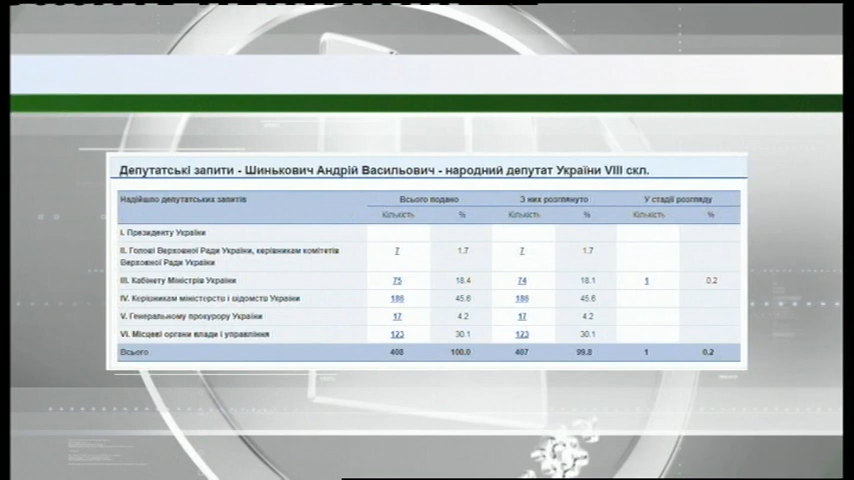 Депутатські запити - Шинькович Андрій Васильович - народний депутат України VIII скл.
Надійшло депутатських запитів Всього подано З них розглянуто У стадії розгляду
Кількість % Кількість % Кількість %
I. Президенту України
II. Голові Верховної Ради України, керівникам комітетів Верховної Ради України 7 1.7 7 1.7
III. Кабінету Міністрів України 75 18.4 74 18.1 1 0.2
IV. Керівникам міністерств і відомств України 186 45.6 186 45.6
V. Генеральному прокурору України 17 4.2 17 4.2
VI. Місцеві органи влади і управління 123 30.1 123 30.1
Всього 408 100.0 407 99.8 1 0.2